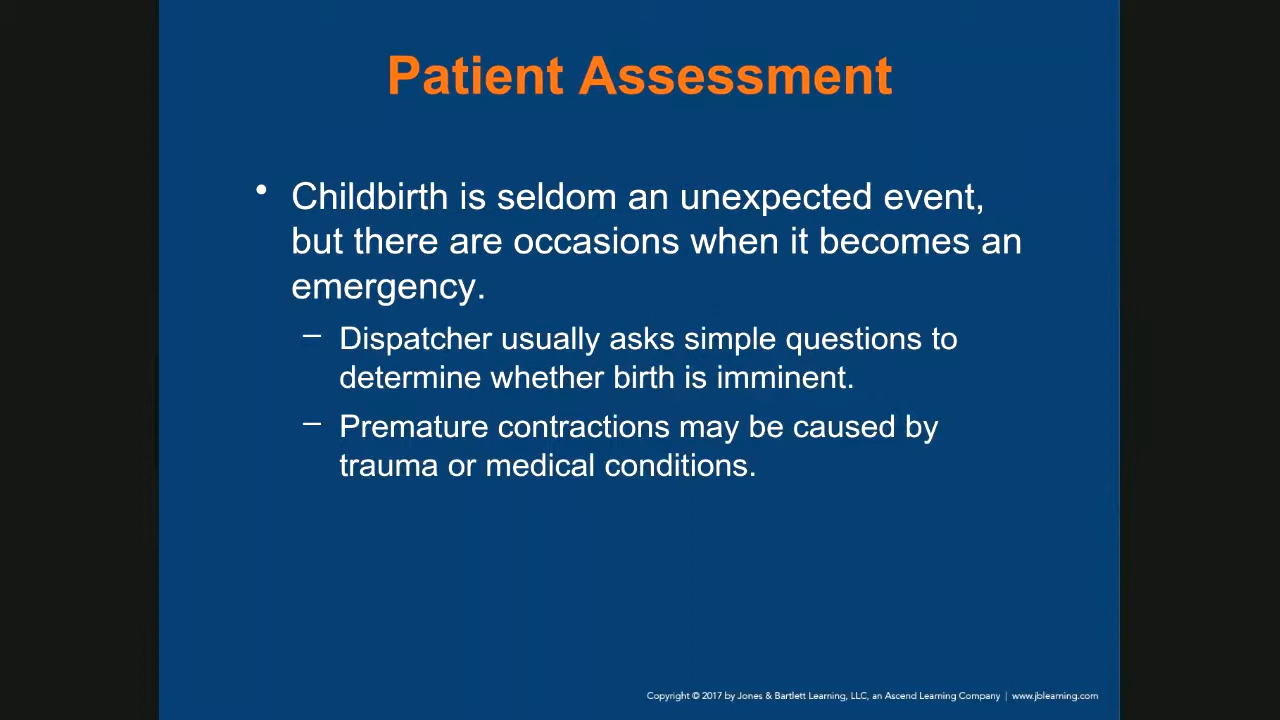 Patient Assessment
• Childbirth is seldom an unexpected event,
but there are occasions when it becomes an
emergency.
– Dispatcher usually asks simple questions to
determine whether birth is imminent.
– Premature contractions may be caused by
trauma or medical conditions.
Copyright © 2017 by Jones & Bartlett Learning, LLC, an Ascend Learning Company | www.jblearning.com